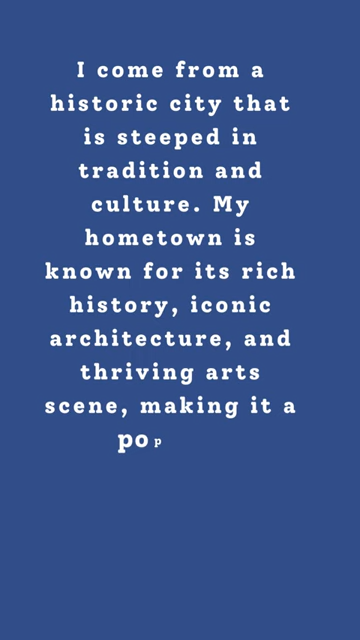 I come from a
historic city that
is steeped in
tradition and
culture. My
hometown is
known for its rich
history, iconic
architecture, and
thriving arts
scene, making it a
pop